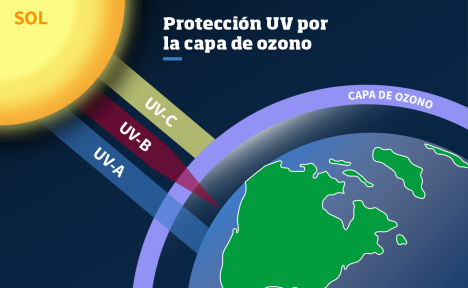 SOL
Protección UV por
la capa de ozono
CAPA DE OZONO
UV-C
UV-B
UV-A